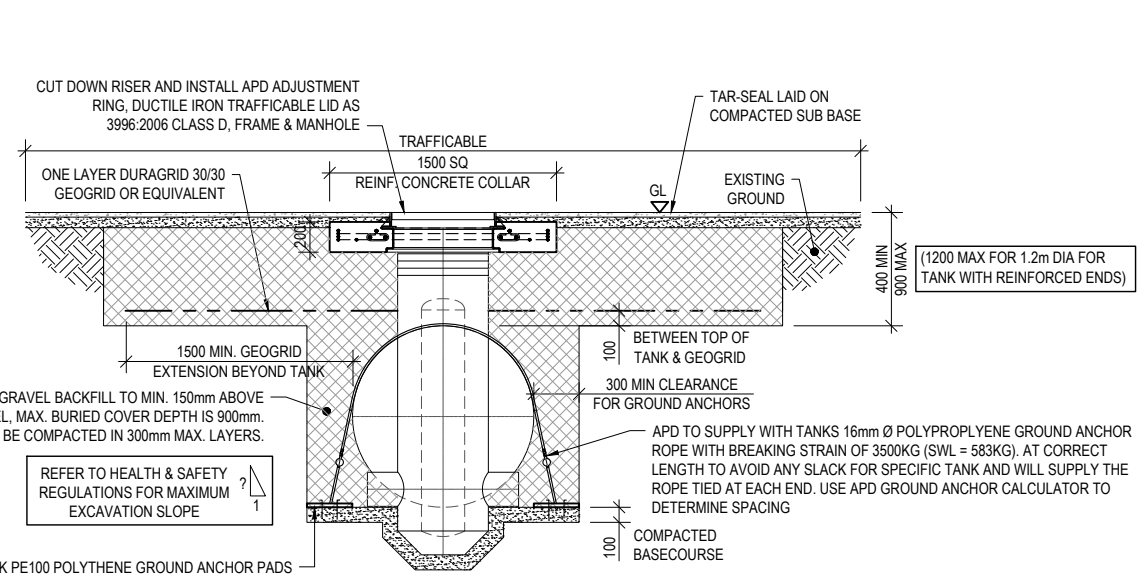 CUT DOWN RISER AND INSTALL APD ADJUSTMENT
RING, DUCTILE IRON TRAFFICABLE LID AS
3996:2006 CLASS D, FRAME & MANHOLE
TAR-SEAL LAID ON
COMPACTED SUB BASE
TRAFFICABLE
1500 SQ
REINF. CONCRETE COLLAR
ONE LAYER DURAGRID 30/30
GEOGRID OR EQUIVALENT
GL
EXISTING
GROUND
200
400 MIN
900 MAX
(1200 MAX FOR 1.2m DIA FOR
TANK WITH REINFORCED ENDS)
1500 MIN. GEOGRID
EXTENSION BEYOND TANK
100
BETWEEN TOP OF
TANK & GEOGRID
300 MIN CLEARANCE
FOR GROUND ANCHORS
GRAVEL BACKFILL TO MIN. 150mm ABOVE
EL, MAX. BURIED COVER DEPTH IS 900mm.
BE COMPACTED IN 300mm MAX. LAYERS.
APD TO SUPPLY WITH TANKS 16mm Ø POLYPROPLYENE GROUND ANCHOR
ROPE WITH BREAKING STRAIN OF 3500KG (SWL = 583KG). AT CORRECT
LENGTH TO AVOID ANY SLACK FOR SPECIFIC TANK AND WILL SUPPLY THE
ROPE TIED AT EACH END. USE APD GROUND ANCHOR CALCULATOR TO
DETERMINE SPACING
REFER TO HEALTH & SAFETY
REGULATIONS FOR MAXIMUM
EXCAVATION SLOPE
?
1
100
COMPACTED
BASECOURSE
K PE100 POLYTHENE GROUND ANCHOR PADS